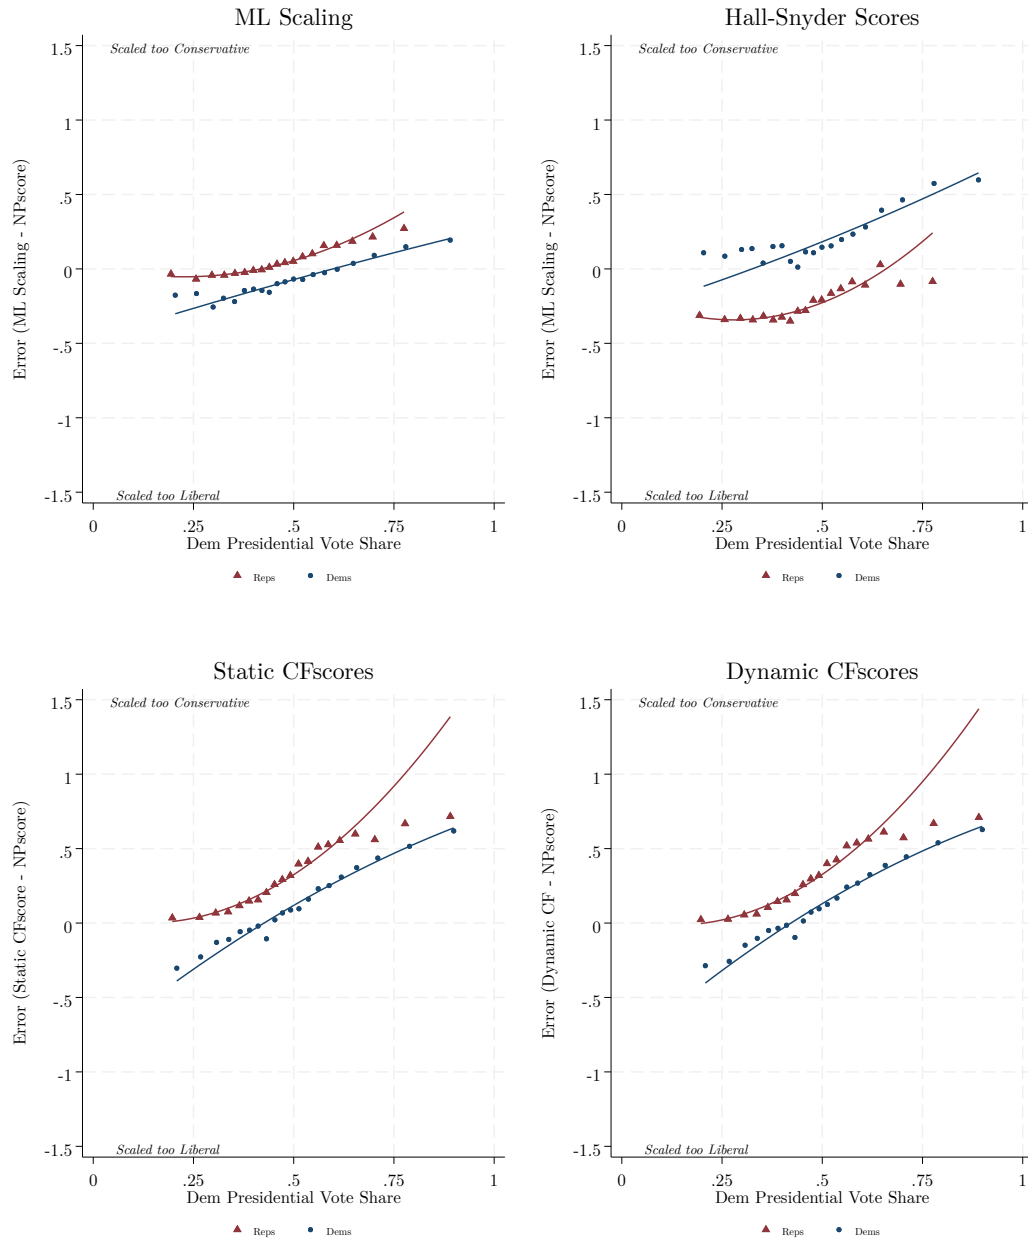 ML Scaling
Scaled too Conservative
1.5
1
.5
0
-.5
-1
-1.5
Error (ML Scaling - NPscore)
Scaled too Liberal
0 .25 .5 .75 1
Dem Presidential Vote Share
Reps Dems
Hall-Snyder Scores
Scaled too Conservative
1.5
1
.5
0
-.5
-1
-1.5
Error (ML Scaling - NPscore)
Scaled too Liberal
0 .25 .5 .75 1
Dem Presidential Vote Share
Reps Dems
Static CFscores
Scaled too Conservative
1.5
1
.5
0
-.5
-1
-1.5
Error (Static CFscore - NPscore)
Scaled too Liberal
0 .25 .5 .75 1
Dem Presidential Vote Share
Reps Dems
Dynamic CFscores
Scaled too Conservative
1.5
1
.5
0
-.5
-1
-1.5
Error (Dynamic CF - NPscore)
Scaled too Liberal
0 .25 .5 .75 1
Dem Presidential Vote Share
Reps Dems